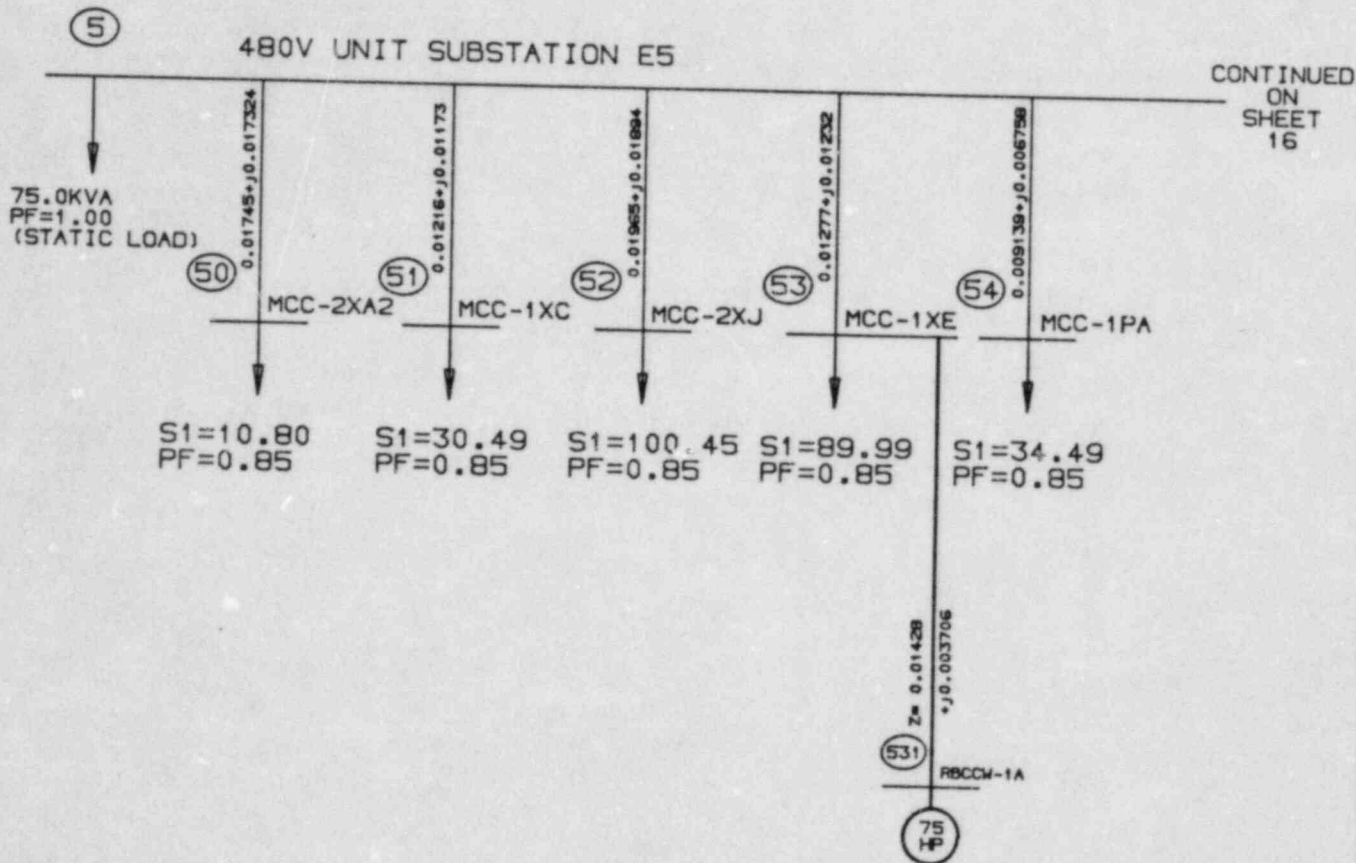 5
480V UNIT SUBSTATION E5
CONTINUED
ON
SHEET
16
75.0KVA
PF=1.00
(STATIC LOAD)
0.01745+j0.017324
0.01216+j0.01173
0.01965+j0.01894
0.01277+j0.01232
0.009139+j0.006758
50
MCC-2XA2
51
MCC-1XC
52
MCC-2XJ
53
MCC-1XE
54
MCC-1PA
S1=10.80
PF=0.85
S1=30.49
PF=0.85
S1=100.45
PF=0.85
S1=89.99
PF=0.85
S1=34.49
PF=0.85
Z= 0.01428
+j0.003706
531
RBCCW-1A
75
HP